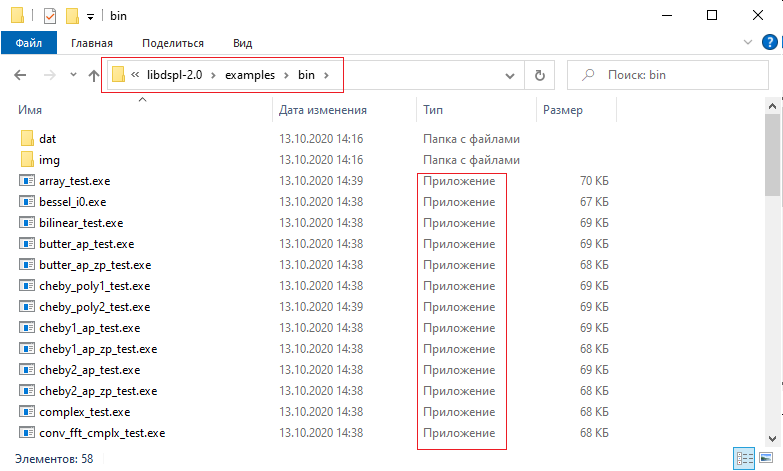 bin
Файл Главная Поделиться Вид
« libdspl-2.0 › examples › bin › Поиск: bin
Имя Дата изменения Тип Размер
dat 13.10.2020 14:16 Папка с файлами
img 13.10.2020 14:16 Папка с файлами
array_test.exe 13.10.2020 14:39 Приложение 70 КБ
bessel_i0.exe 13.10.2020 14:38 Приложение 67 КБ
bilinear_test.exe 13.10.2020 14:38 Приложение 69 КБ
butter_ap_test.exe 13.10.2020 14:38 Приложение 69 КБ
butter_ap_zp_test.exe 13.10.2020 14:38 Приложение 68 КБ
cheby_poly1_test.exe 13.10.2020 14:38 Приложение 69 КБ
cheby_poly2_test.exe 13.10.2020 14:39 Приложение 69 КБ
cheby1_ap_test.exe 13.10.2020 14:38 Приложение 69 КБ
cheby1_ap_zp_test.exe 13.10.2020 14:38 Приложение 68 КБ
cheby2_ap_test.exe 13.10.2020 14:38 Приложение 69 КБ
cheby2_ap_zp_test.exe 13.10.2020 14:38 Приложение 68 КБ
complex_test.exe 13.10.2020 14:38 Приложение 68 КБ
conv_fft_cmplx_test.exe 13.10.2020 14:38 Приложение 68 КБ
Элементов: 58